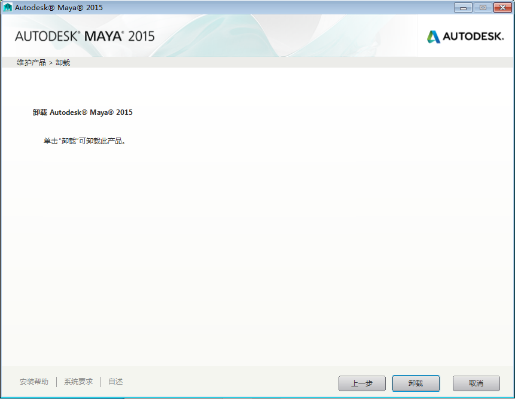 Autodesk® Maya® 2015
AUTODESK® MAYA® 2015
AUTODESK.
维护产品 > 卸载
卸载 Autodesk® Maya® 2015
单击"卸载"可卸载此产品。
安装帮助 系统要求 自述
上一步 卸载 取消